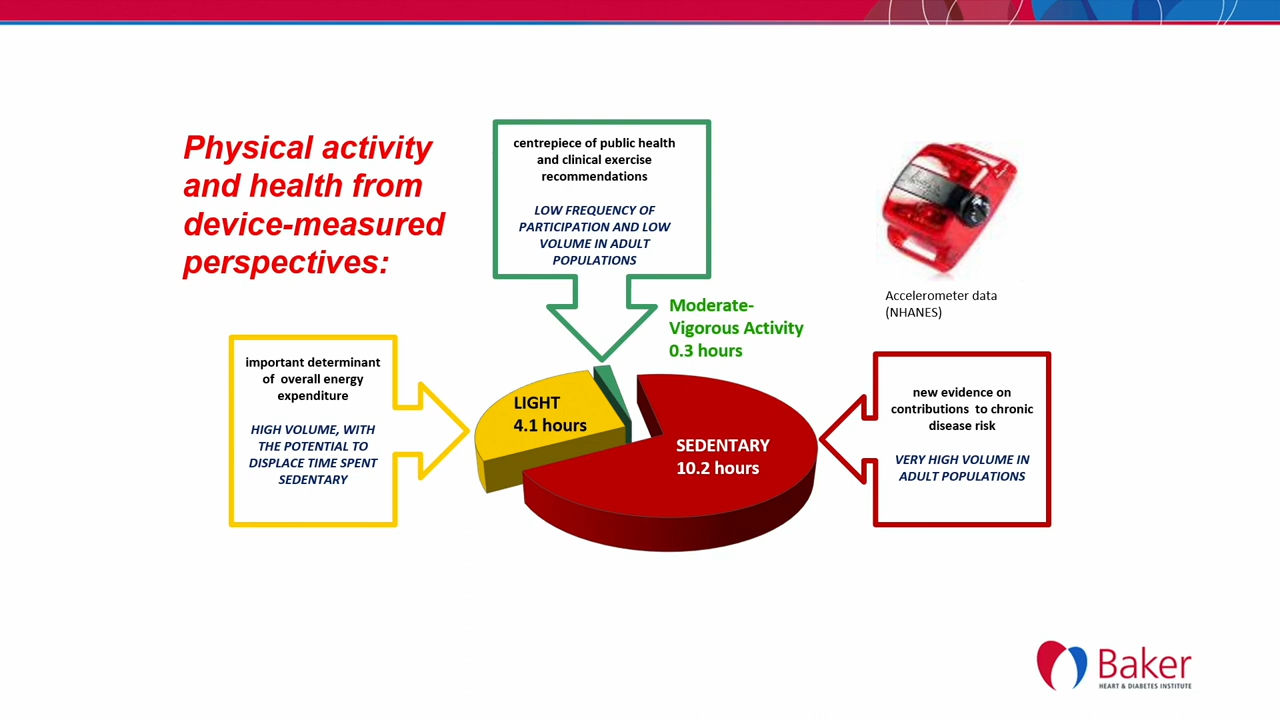 Physical activity
and health from
device-measured
perspectives:
centrepiece of public health
and clinical exercise
recommendations
LOW FREQUENCY OF
PARTICIPATION AND LOW
VOLUME IN ADULT
POPULATIONS
Accelerometer data
(NHANES)
Moderate-
Vigorous Activity
0.3 hours
important determinant
of overall energy
expenditure
HIGH VOLUME, WITH
THE POTENTIAL TO
DISPLACE TIME SPENT
SEDENTARY
LIGHT
4.1 hours
SEDENTARY
10.2 hours
new evidence on
contributions to chronic
disease risk
VERY HIGH VOLUME IN
ADULT POPULATIONS
Baker
HEART & DIABETES INSTITUTE